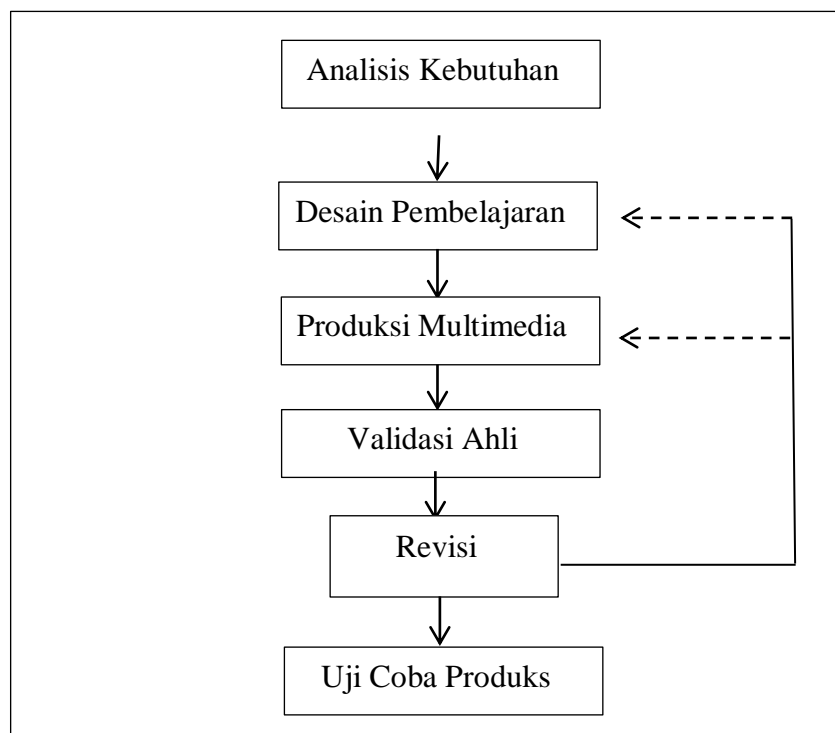 Analisis Kebutuhan
Desain Pembelajaran
Produksi Multimedia
Validasi Ahli
Revisi
Uji Coba Produks